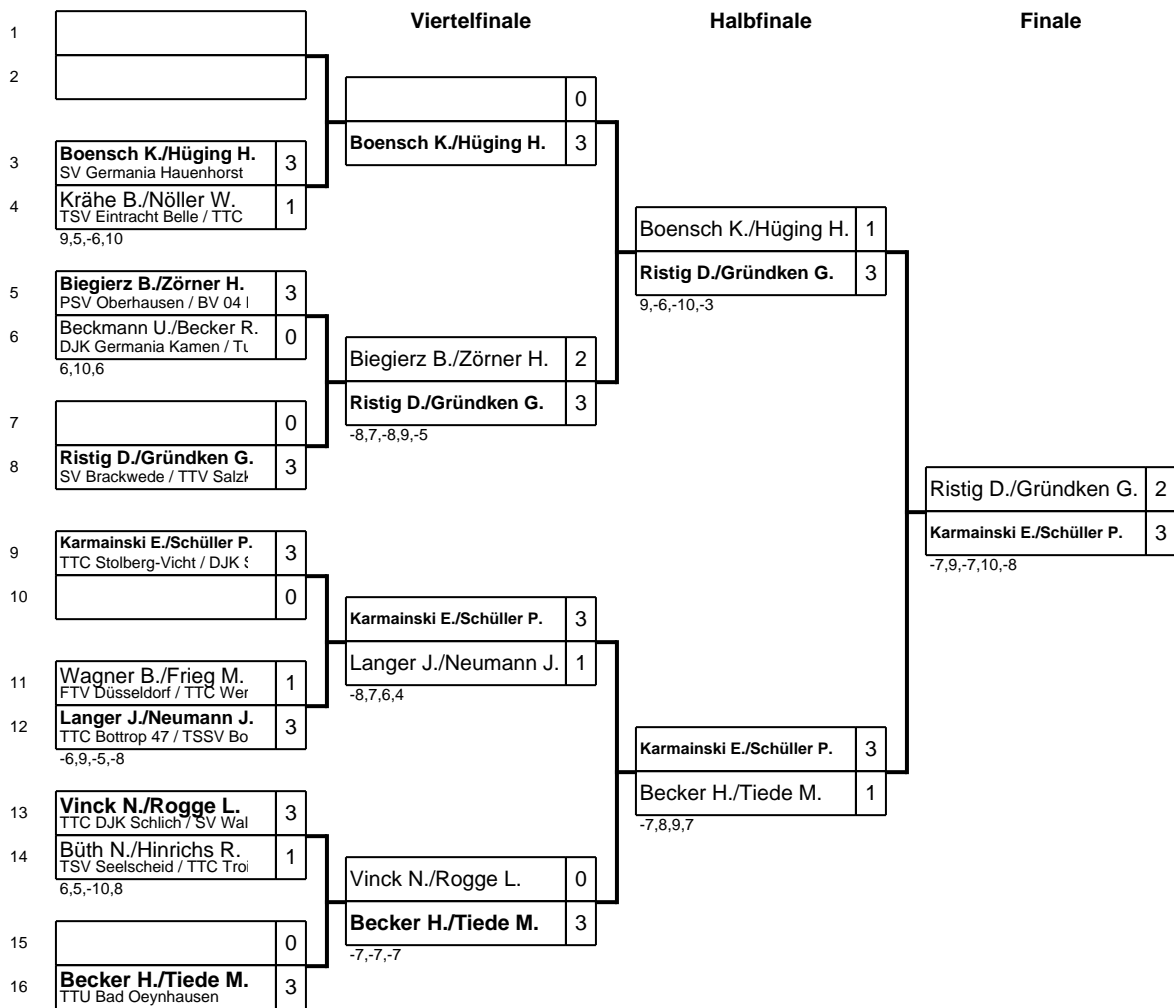 Viertelfinale
Halbfinale
Finale
1
2
0
Boensch K./Hüging H. 3
3
Boensch K./Hüging H. 3
SV Germania Hauenhorst
4
Krähe B./Nöller W. 1
TSV Eintracht Belle / TTC
9,5,-6,10
Boensch K./Hüging H. 1
Ristig D./Gründken G. 3
9,-6,-10,-3
5
Biegierz B./Zörner H. 3
PSV Oberhausen / BV 04
6
Beckmann U./Becker R. 0
DJK Germania Kamen /
6,10,6
Biegierz B./Zörner H. 2
Ristig D./Gründken G. 3
-8,7,-8,9,-5
7
0
8
Ristig D./Gründken G. 3
SV Brackwede / TTV
Ristig D./Gründken G. 2
Karmainski E./Schüller P. 3
-7,9,-7,10,-8
9
Karmainski E./Schüller P. 3
TTC Stolberg-Vicht / DJK
10
0
Karmainski E./Schüller P. 3
Langer J./Neumann J. 1
-8,7,6,4
11
Wagner B./Frieg M. 1
FTV Düsseldorf / TTC Wer
12
Langer J./Neumann J. 3
TTC Bottrop 47 / TSSV Bo
-6,9,-5,-8
Karmainski E./Schüller P. 3
Becker H./Tiede M. 1
-7,8,9,7
13
Vinck N./Rogge L. 3
TTC DJK Schlich / SV Wal
14
Büth N./Hinrichs R. 1
TSV Seelscheid / TTC Troi
6,5,-10,8
Vinck N./Rogge L. 0
Becker H./Tiede M. 3
-7,-7,-7
15
0
16
Becker H./Tiede M. 3
TTU Bad Oeynhausen